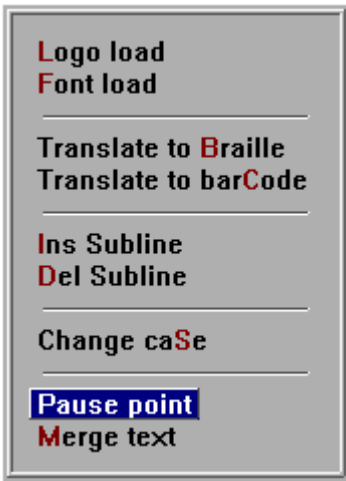 Logo load
Font load
Translate to Braille
Translate to barCode
Ins Subline
Del Subline
Change caSe
Pause point
Merge text